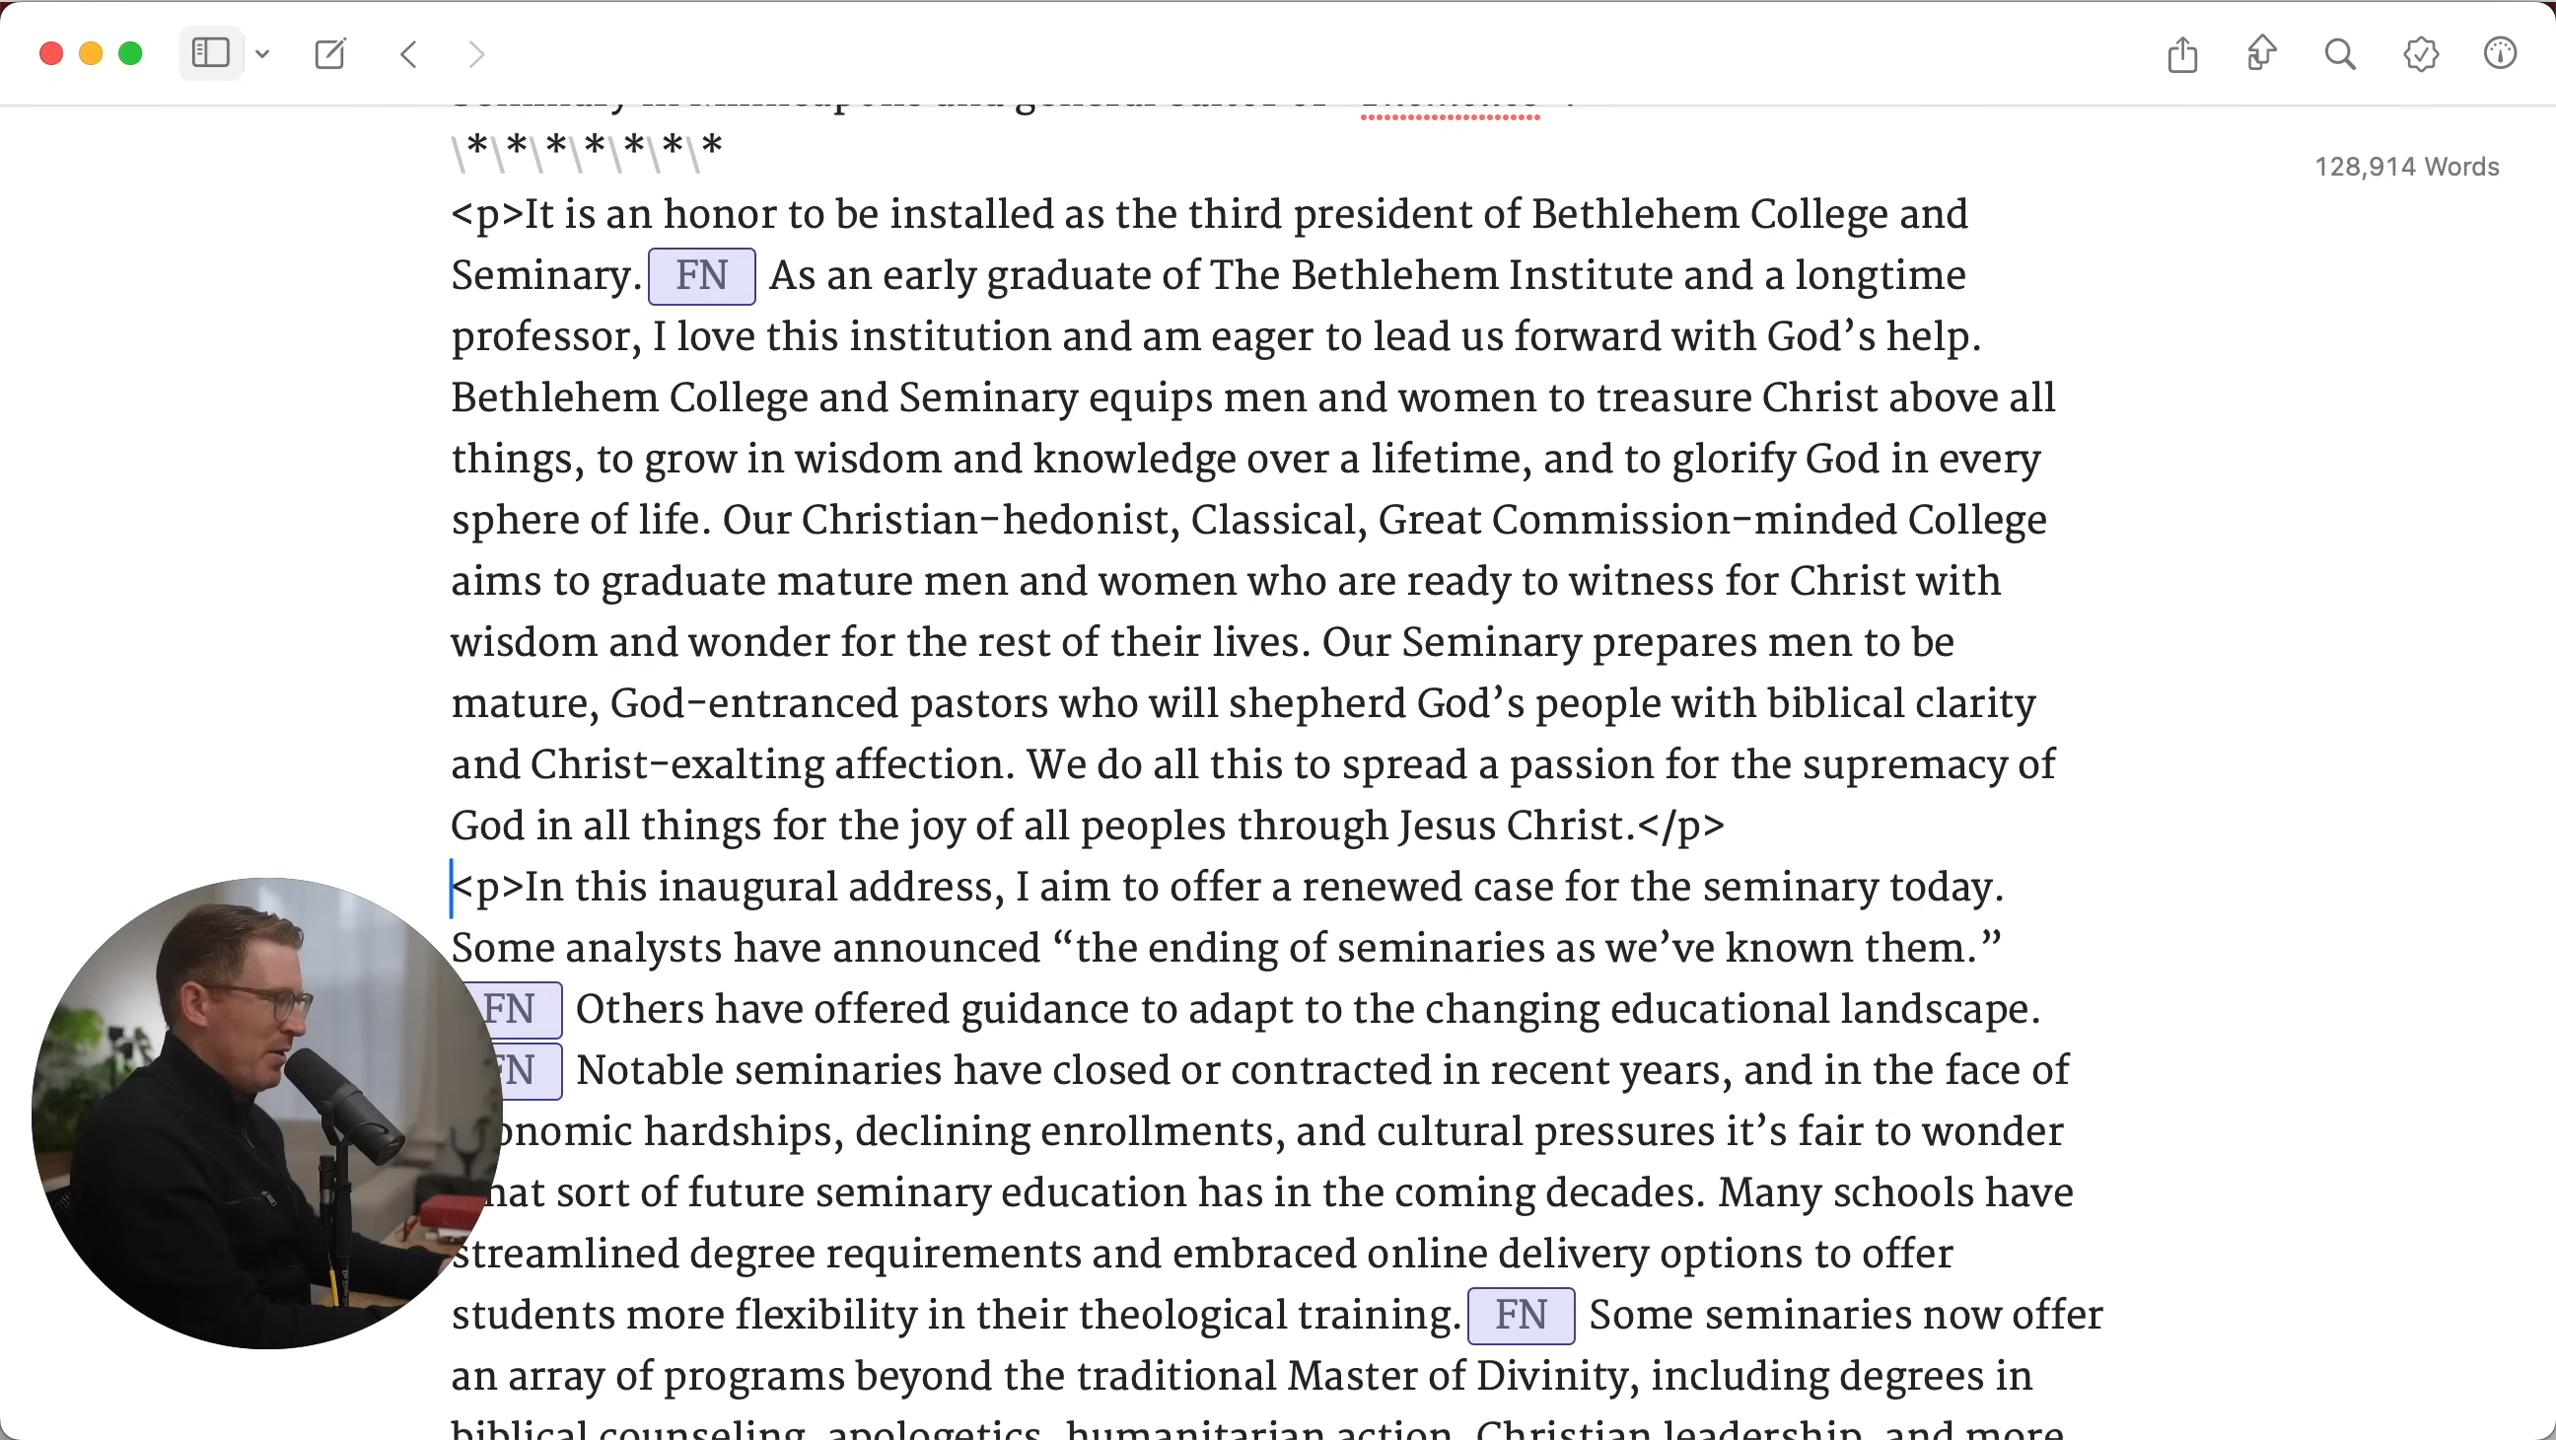 128,914 Words
\*\*\*\*\*\*\*
<p>It is an honor to be installed as the third president of Bethlehem College and
Seminary. FN As an early graduate of The Bethlehem Institute and a longtime
professor, I love this institution and am eager to lead us forward with God’s help.
Bethlehem College and Seminary equips men and women to treasure Christ above all
things, to grow in wisdom and knowledge over a lifetime, and to glorify God in every
sphere of life. Our Christian-hedonist, Classical, Great Commission-minded College
aims to graduate mature men and women who are ready to witness for Christ with
wisdom and wonder for the rest of their lives. Our Seminary prepares men to be
mature, God-entranced pastors who will shepherd God’s people with biblical clarity
and Christ-exalting affection. We do all this to spread a passion for the supremacy of
God in all things for the joy of all peoples through Jesus Christ.</p>
<p>In this inaugural address, I aim to offer a renewed case for the seminary today.
Some analysts have announced “the ending of seminaries as we’ve known them.”
FN Others have offered guidance to adapt to the changing educational landscape.
FN Notable seminaries have closed or contracted in recent years, and in the face of
hardships, declining enrollments, and cultural pressures it’s fair to wonder
sort of future seminary education has in the coming decades. Many schools have
streamlined degree requirements and embraced online delivery options to offer
students more flexibility in their theological training. FN Some seminaries now offer
an array of programs beyond the traditional Master of Divinity, including degrees in
biblical counseling, apologetics, humanitarian action, Christian leadership, and more